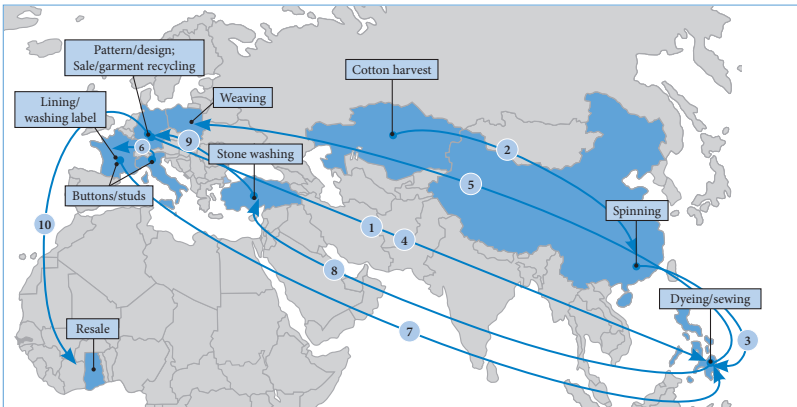 Pattern/design;
Sale/garment recycling
Cotton harvest
Lining/
washing label
Weaving
6
9
Stone washing
2
5
Buttons/studs
10
1
4
Spinning
8
Dyeing/sewing
Resale
7
3